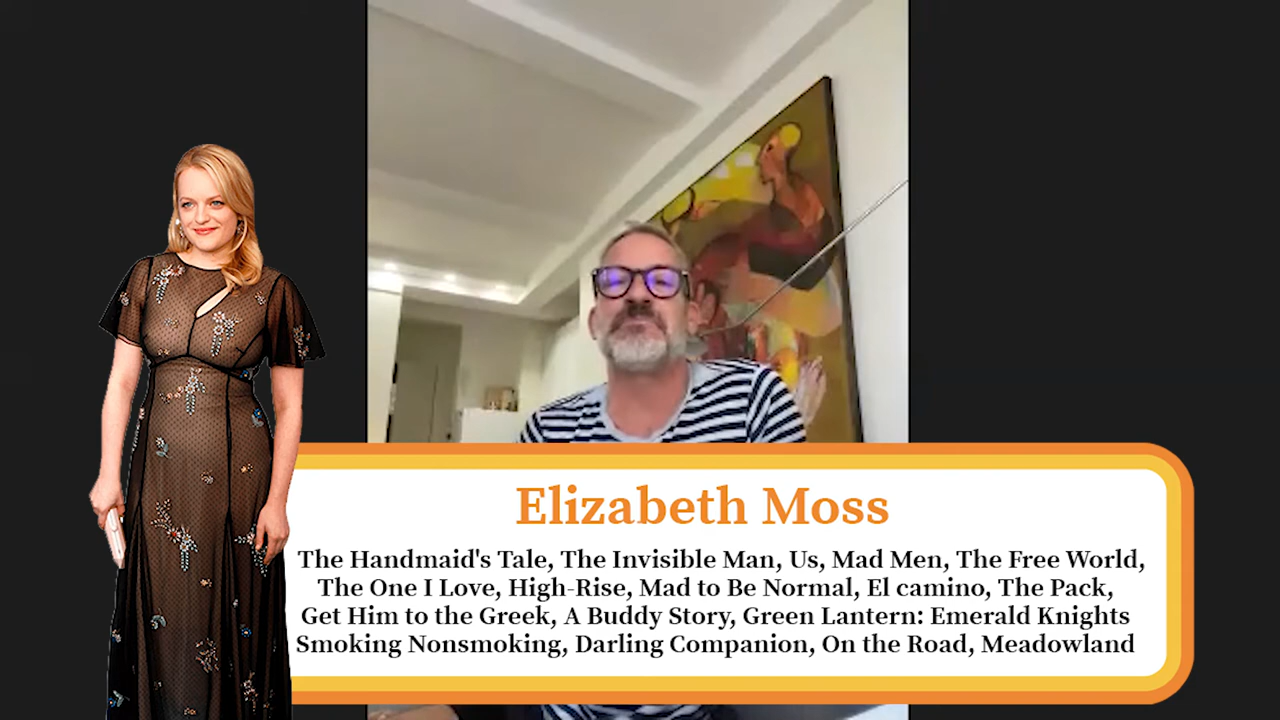 Elizabeth Moss
The Handmaid's Tale, The Invisible Man, Us, Mad Men, The Free World,
The One I Love, High-Rise, Mad to Be Normal, El camino, The Pack,
Get Him to the Greek, A Buddy Story, Green Lantern: Emerald Knights
Smoking Nonsmoking, Darling Companion, On the Road, Meadowland